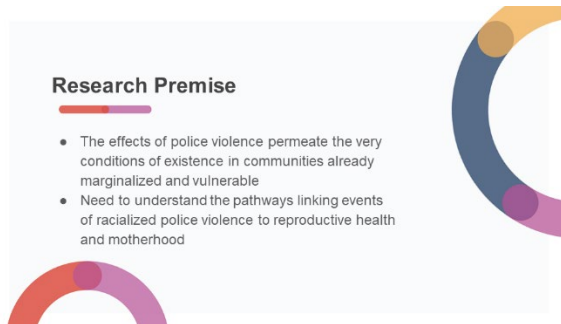 Research Premise
● The effects of police violence permeate the very
conditions of existence in communities already
marginalized and vulnerable
● Need to understand the pathways linking events
of racialized police violence to reproductive health
and motherhood